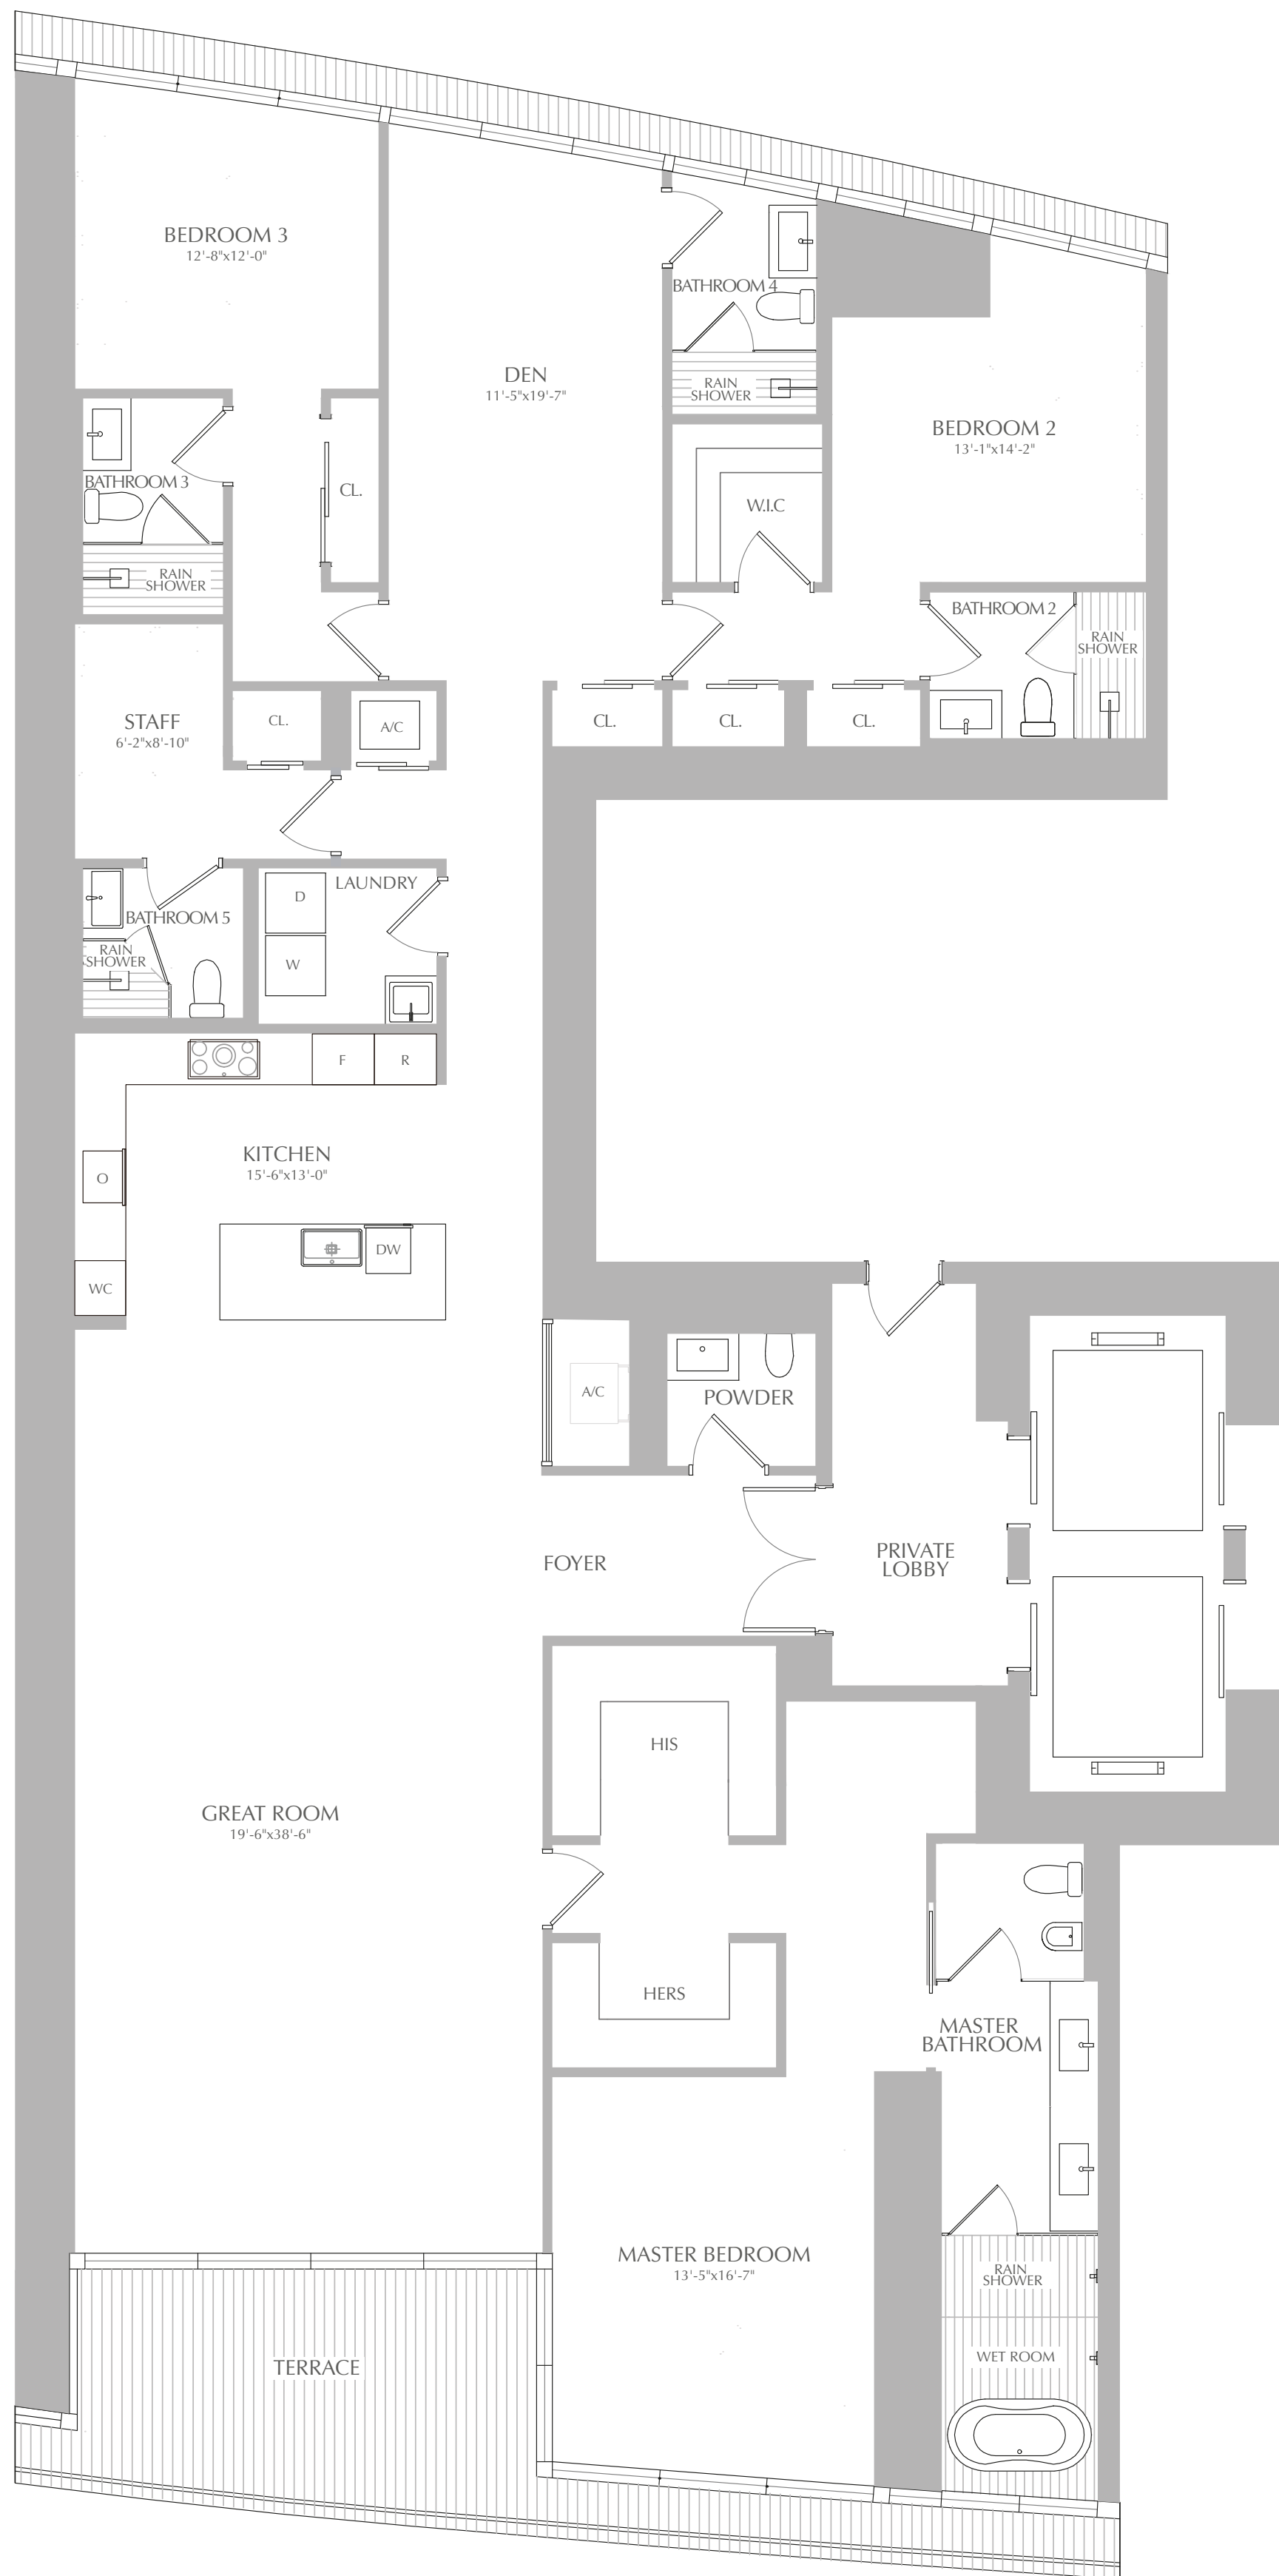 BEDROOM 3
12'-8"x12'-0"
BATHROOM 4
RAIN
SHOWER
DEN
11'-5"x19'-7"
BEDROOM 2
13'-1"x14'-2"
BATHROOM 3
CL.
W.I.C
RAIN
SHOWER
BATHROOM 2
RAIN
SHOWER
STAFF
6'-2"x8'-10"
CL.
A/C
CL.
CL.
CL.
LAUNDRY
D
W
BATHROOM 5
RAIN
SHOWER
F
R
KITCHEN
15'-6"x13'-0"
O
DW
WC
A/C
POWDER
FOYER
PRIVATE
LOBBY
HIS
GREAT ROOM
19'-6"x38'-6"
HERS
MASTER
BATHROOM
MASTER BEDROOM
13'-5"x16'-7"
RAIN
SHOWER
WET ROOM
TERRACE